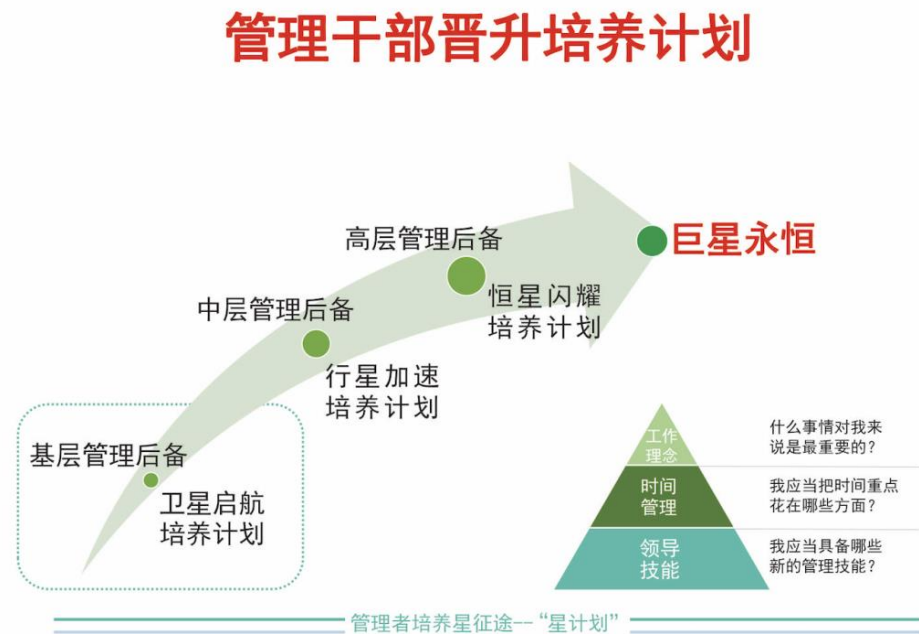 管理干部晋升培养计划
巨星永恒
高层管理后备
恒星闪耀
培养计划
中层管理后备
行星加速
培养计划
基层管理后备
卫星启航
培养计划
工作
理念
什么事情对我来
说是最重要的?
时间
管理
我应当把时间重点
花在哪些方面?
领导
技能
我应当具备哪些
新的管理技能?
管理者培养星征途--“星计划”